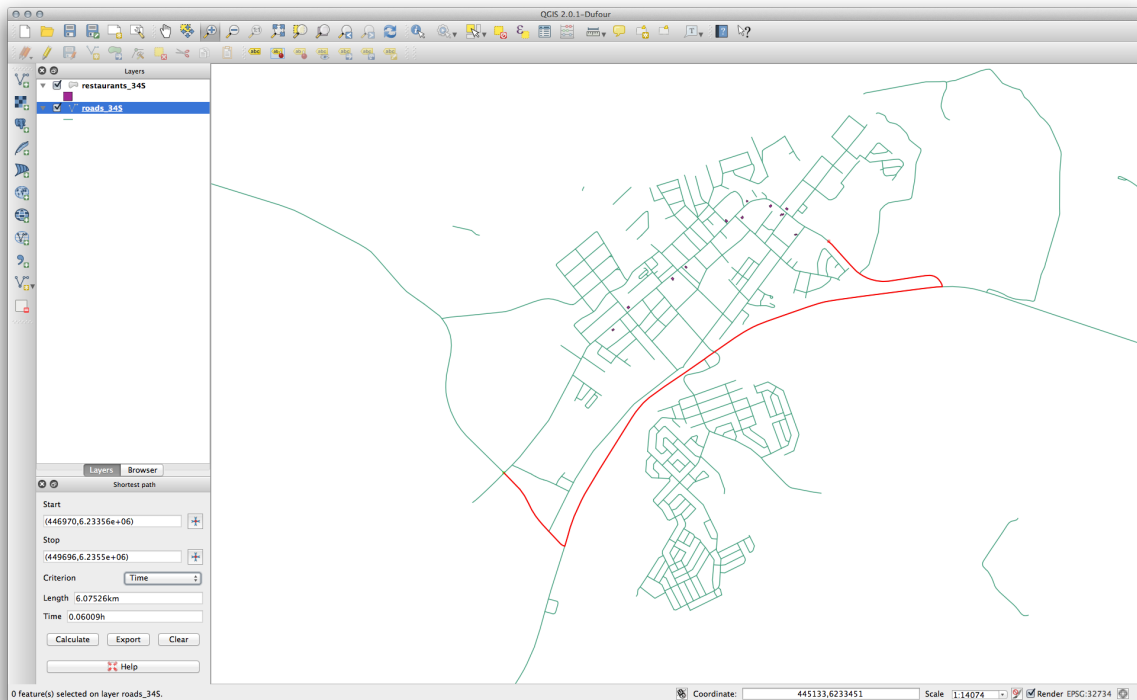 QGIS 2.0.1-Dufour
Layers
restaurants_34S
roads_34S
Layers Browser
Shortest path
Start
(446970,6.23356e+06)
Stop
(449696,6.2355e+06)
Criterion Time
Length 6.07526km
Time 0.06009h
Calculate Export Clear
Help
0 feature(s) selected on layer roads_34S.
Coordinate: 445133,6233451 Scale 1:14074 Render EPSG:32734